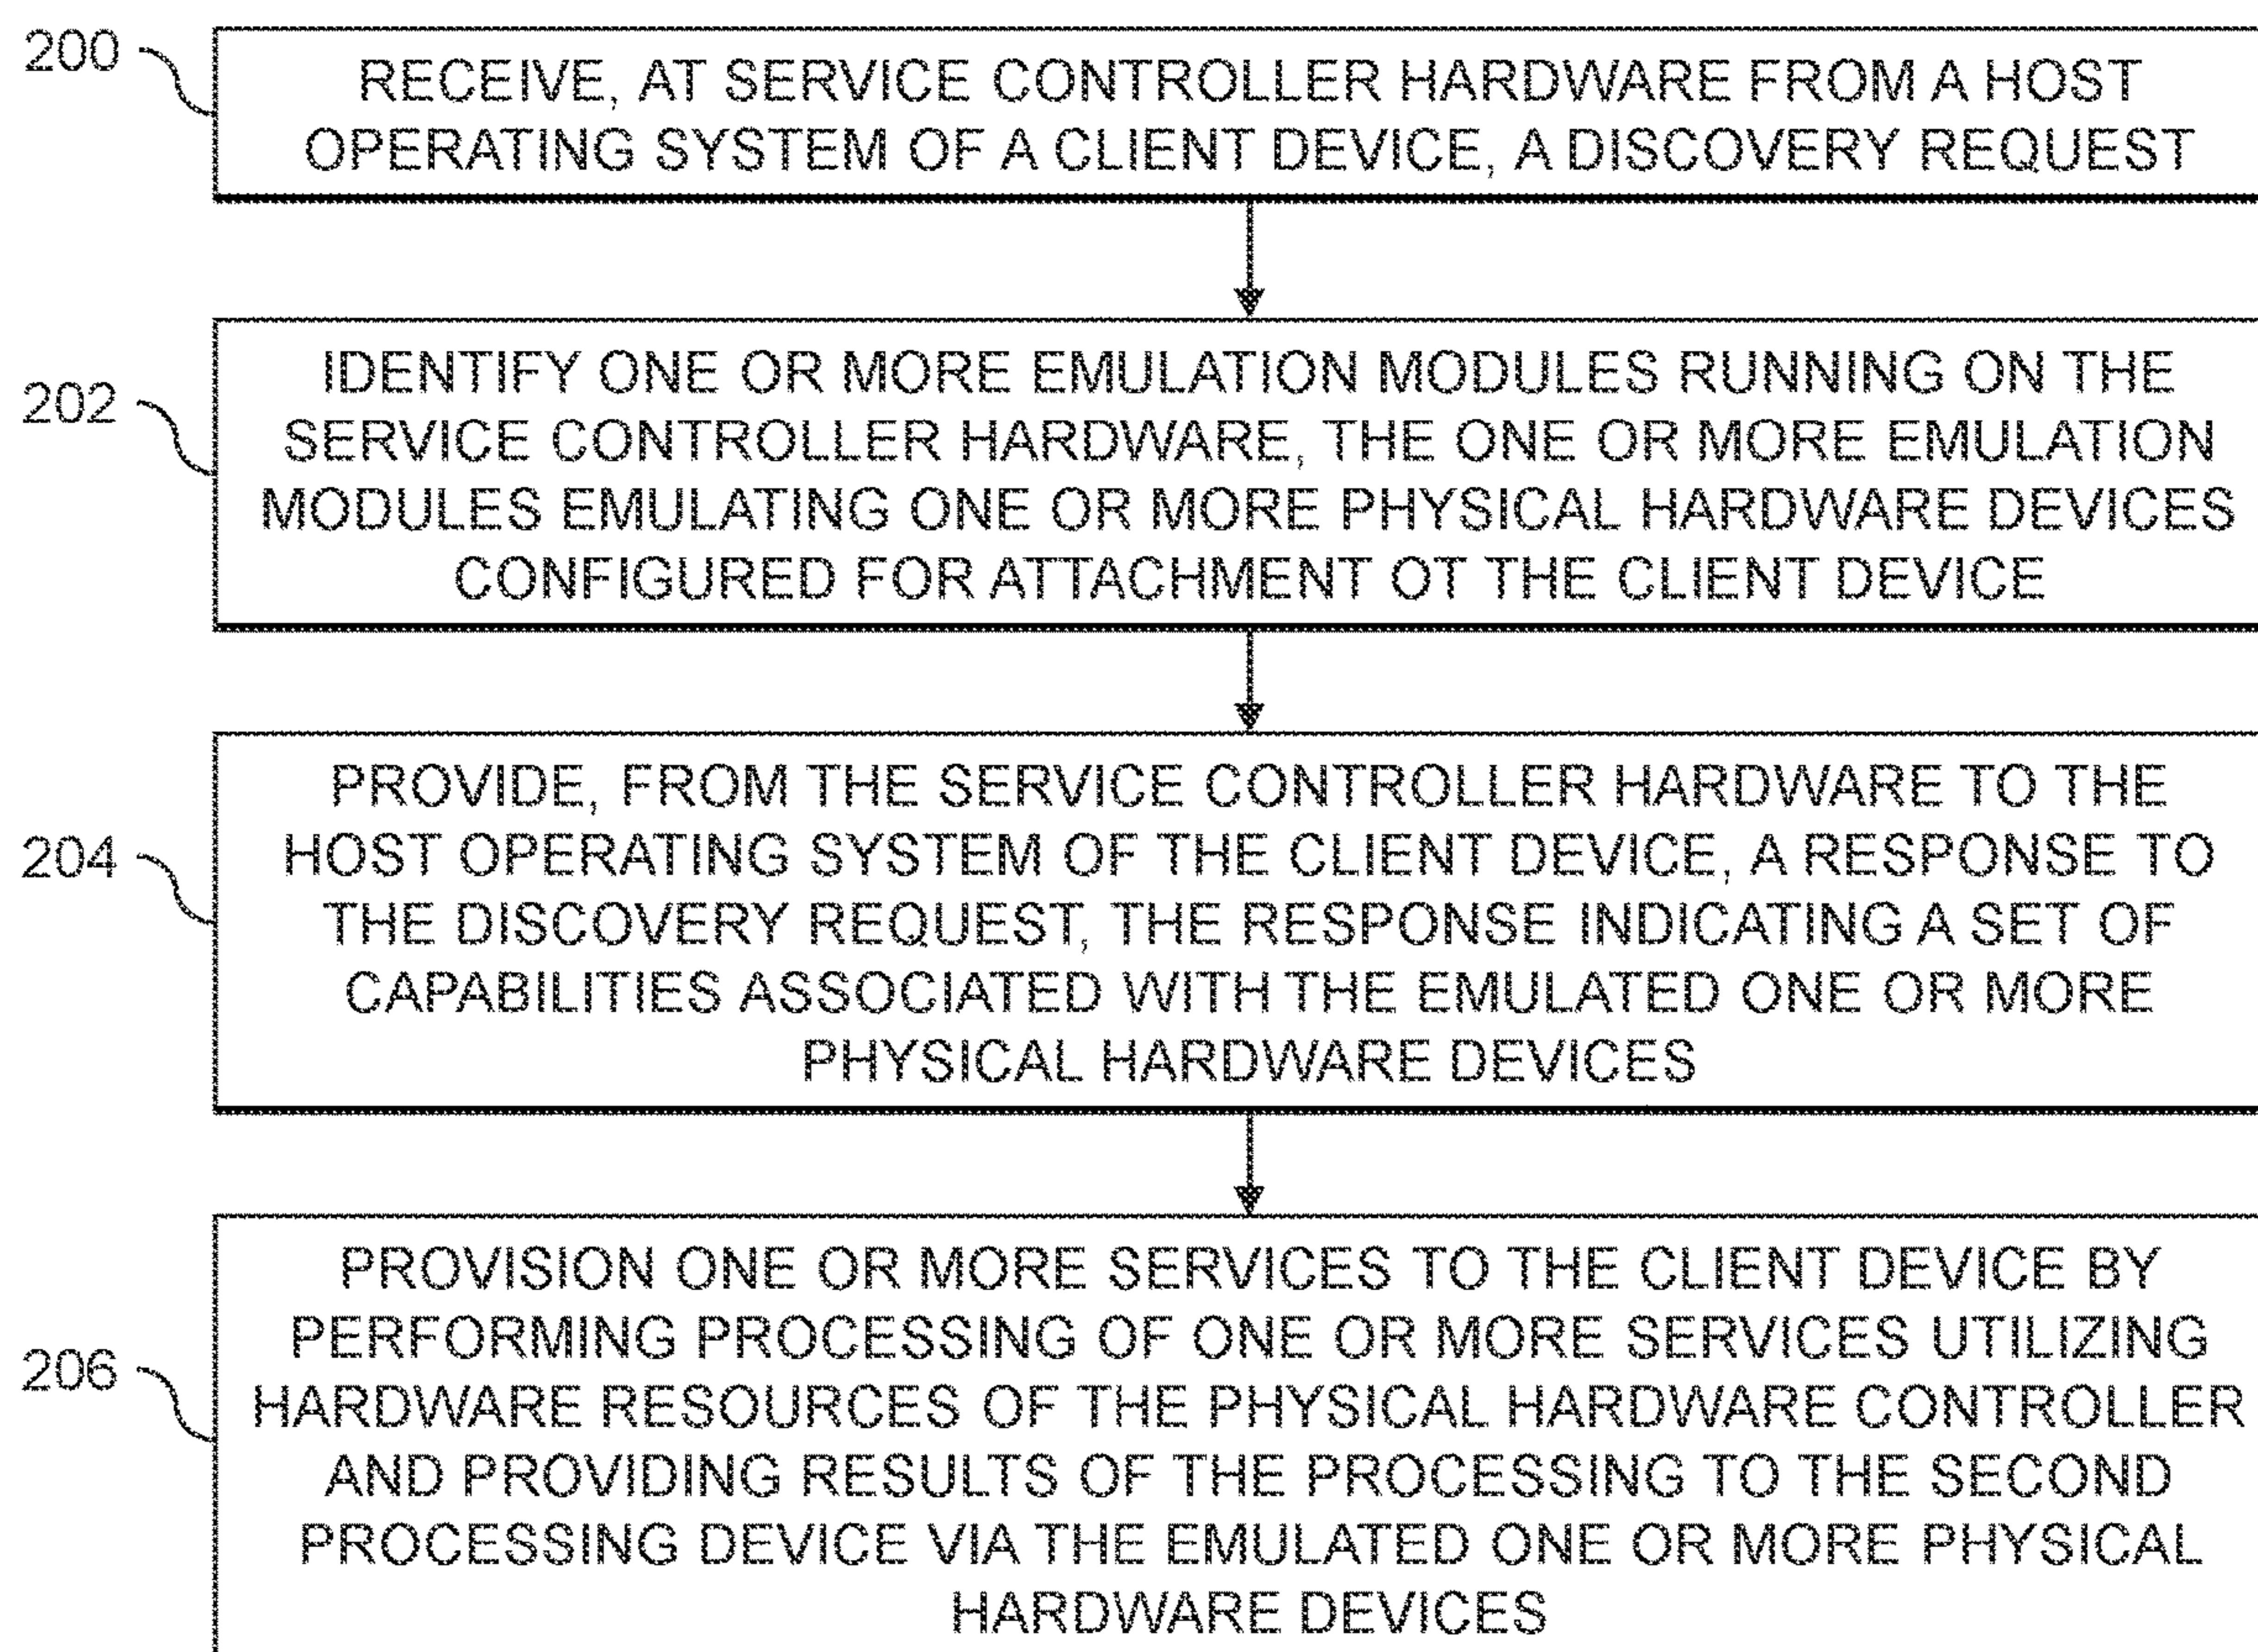 200
RECEIVE, AT SERVICE CONTROLLER HARDWARE FROM A HOST
OPERATING SYSTEM OF A CLIENT DEVICE, A DISCOVERY REQUEST
202
IDENTIFY ONE OR MORE EMULATION MODULES RUNNING ON THE
SERVICE CONTROLLER HARDWARE, THE ONE OR MORE EMULATION
MODULES EMULATING ONE OR MORE PHYSICAL HARDWARE DEVICES
CONFIGURED FOR ATTACHMENT OT THE CLIENT DEVICE
204
PROVIDE, FROM THE SERVICE CONTROLLER HARDWARE TO THE
HOST OPERATING SYSTEM OF THE CLIENT DEVICE, A RESPONSE TO
THE DISCOVERY REQUEST, THE RESPONSE INDICATING A SET OF
CAPABILITIES ASSOCIATED WITH THE EMULATED ONE OR MORE
PHYSICAL HARDWARE DEVICES
206
PROVISION ONE OR MORE SERVICES TO THE CLIENT DEVICE BY
PERFORMING PROCESSING OF ONE OR MORE SERVICES UTILIZING
HARDWARE RESOURCES OF THE PHYSICAL HARDWARE CONTROLLER
AND PROVIDING RESULTS OF THE PROCESSING TO THE SECOND
PROCESSING DEVICE VIA THE EMULATED ONE OR MORE PHYSICAL
HARDWARE DEVICES